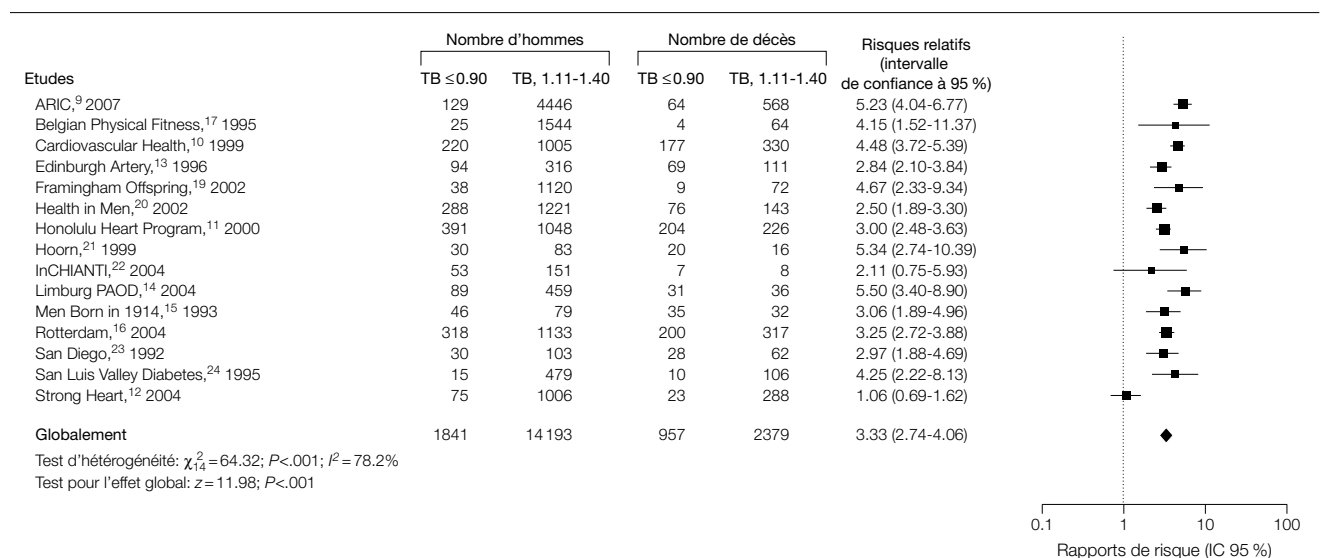 Nombre d'hommes Nombre de décès Risques relatifs
(intervalle
Etudes TB ≤0.90 TB, 1.11-1.40 TB ≤0.90 TB, 1.11-1.40 de confiance à 95 %)
ARIC,9 2007 129 4446 64 568 5.23 (4.04-6.77)
Belgian Physical Fitness,17 1995 25 1544 4 64 4.15 (1.52-11.37)
Cardiovascular Health,10 1999 220 1005 177 330 4.48 (3.72-5.39)
Edinburgh Artery,13 1996 94 316 69 111 2.84 (2.10-3.84)
Framingham Offspring,19 2002 38 1120 9 72 4.67 (2.33-9.34)
Health in Men,20 2002 288 1221 76 143 2.50 (1.89-3.30)
Honolulu Heart Program,11 2000 391 1048 204 226 3.00 (2.48-3.63)
Hoorn,21 1999 30 83 20 16 5.34 (2.74-10.39)
InCHIANTI,22 2004 53 151 7 8 2.11 (0.75-5.93)
Limburg PAOD,14 2004 89 459 31 36 5.50 (3.40-8.90)
Men Born in 1914,15 1993 46 79 35 32 3.06 (1.89-4.96)
Rotterdam,16 2004 318 1133 200 317 3.25 (2.72-3.88)
San Diego,23 1992 30 103 28 62 2.97 (1.88-4.69)
San Luis Valley Diabetes,24 1995 15 479 10 106 4.25 (2.22-8.13)
Strong Heart,12 2004 75 1006 23 288 1.06 (0.69-1.62)
Globalement 1841 14 193 957 2379 3.33 (2.74-4.06)
Test d'hétérogénéité: χ²14=64.32; P<.001; I²=78.2%
Test pour l'effet global: z=11.98; P<.001
0.1 1 10 100
Rapports de risque (IC 95 %)